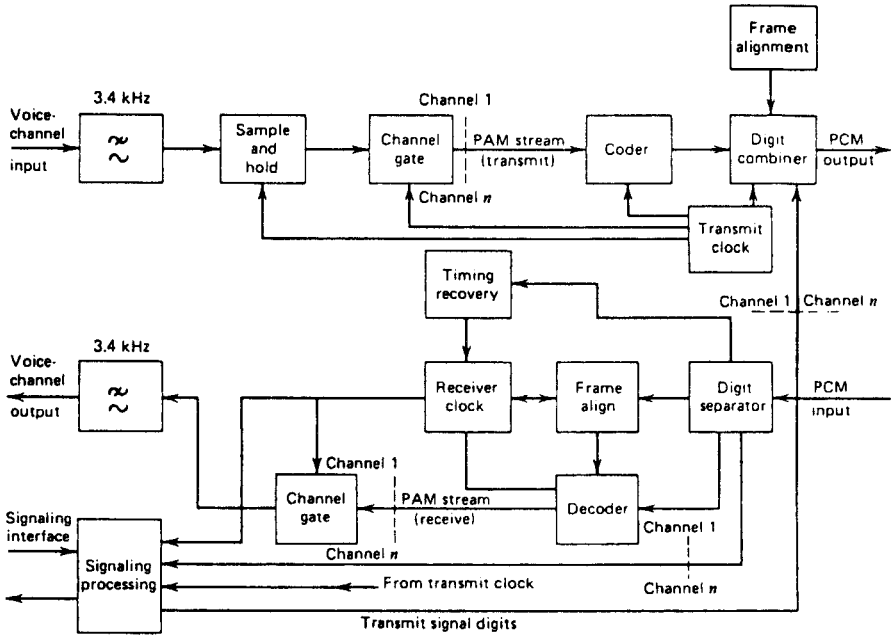 Frame
alignment
3.4 kHz
Channel 1
Voice-
channel
input
Sample
and
hold
Channel
gate
PAM stream
(transmit)
Coder
Digit
combiner
PCM
output
Channel n
Transmit
clock
Timing
recovery
Channel 1
Channel n
3.4 kHz
Voice-
channel
output
Receiver
clock
Frame
align
Digit
separator
PCM
input
Channel 1
Channel
gate
PAM stream
(receive)
Decoder
Channel 1
Signaling
interface
Channel n
Signaling
processing
From transmit clock
Channel n
Transmit signal digits